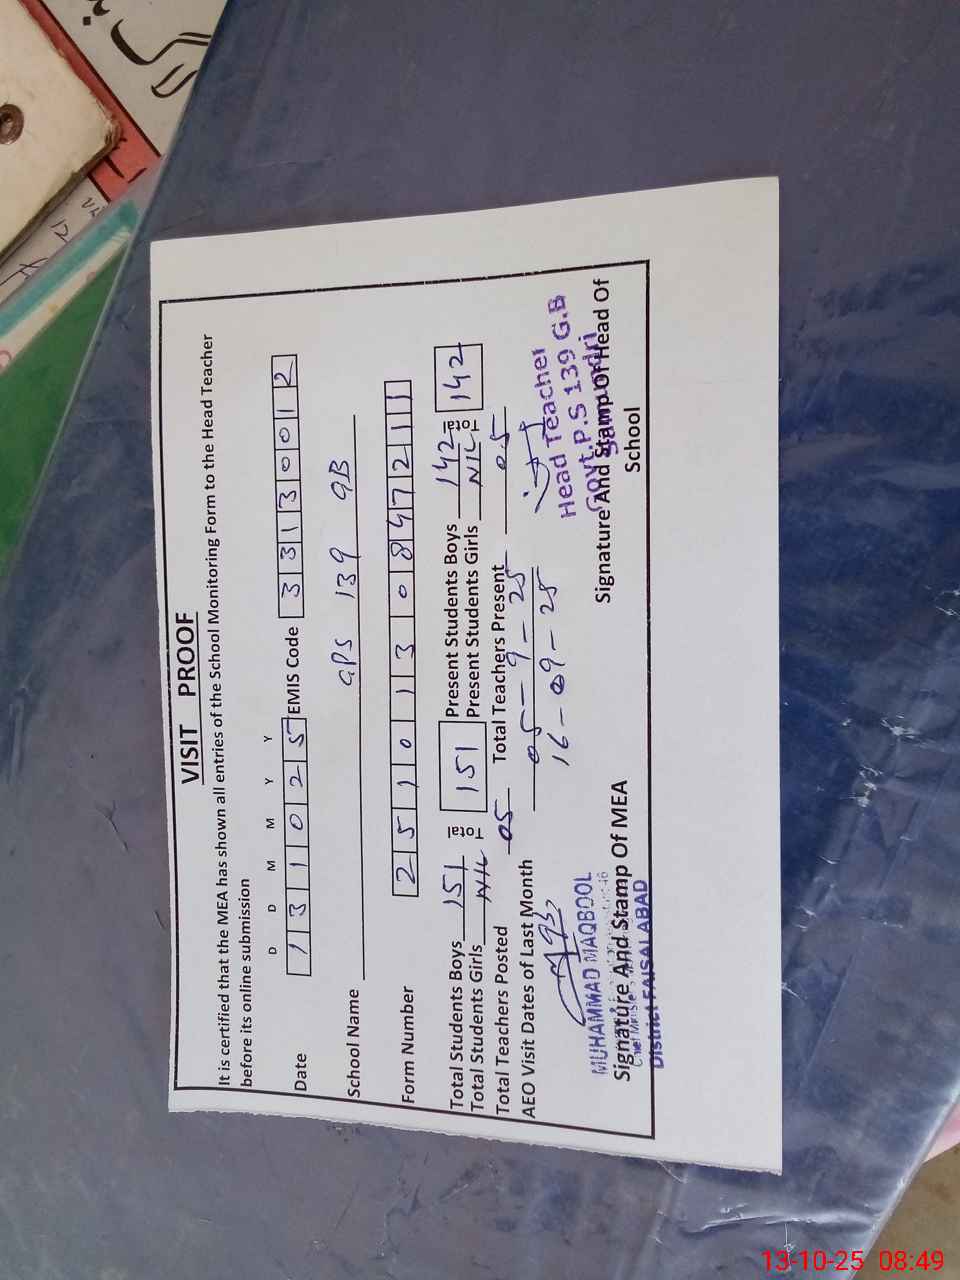 VISIT PROOF
It is certified that the MEA has shown all entries of the School Monitoring Form to the Head Teacher
before its online submission
D D M M Y Y
Date 1 3 1 0 2 5 EMIS Code 3 3 1 3 0 0 1 2
School Name GPS 139 GB
Form Number 2 5 1 0 1 3 0 8 4 7 2 1 1
Total Students Boys 151 Total 151 Present Students Boys 142 Total 142
Total Students Girls NIL Present Students Girls NIL
Total Teachers Posted 05 Total Teachers Present 05
AEO Visit Dates of Last Month 05-9-25
16-09-25
MUHAMMAD MAQBOOL
Signature And Stamp Of MEA
District FAISALABAD
Head Teacher
Govt.P.S 139 G.B
Signature And Stamp Of Head Of
School
13-10-25 08:49